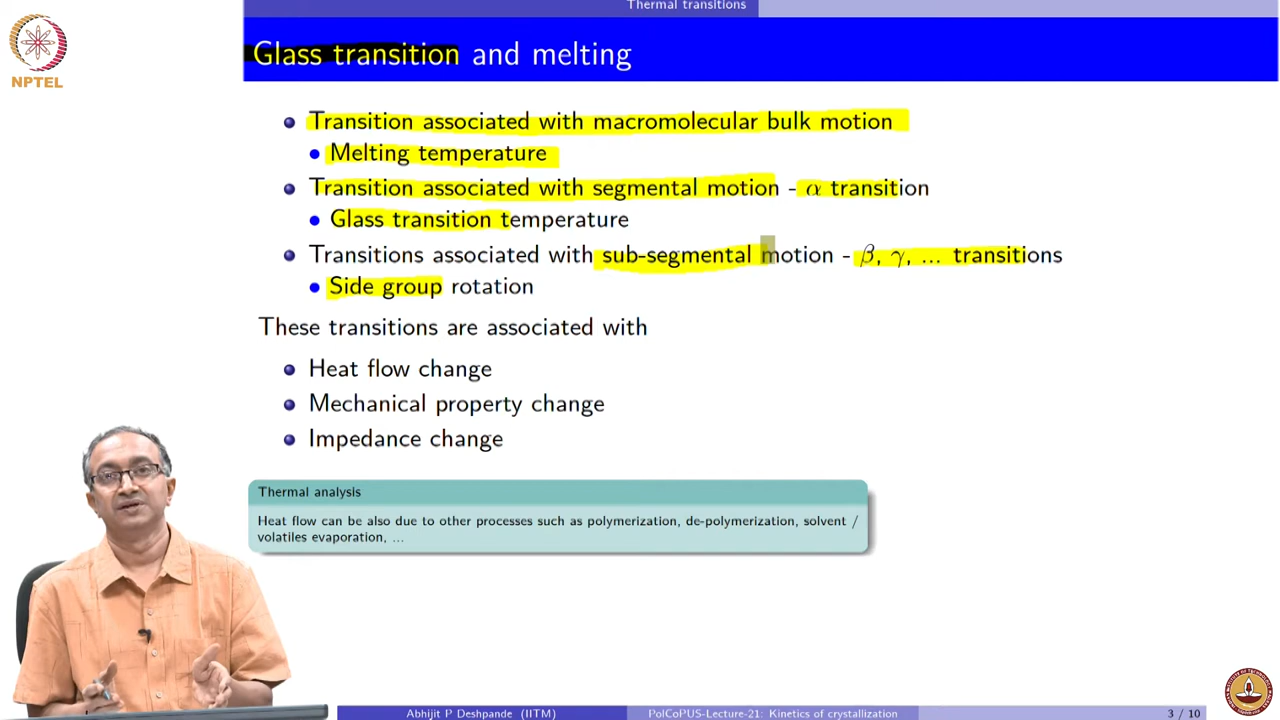 Thermal transitions
NPTEL
Glass transition and melting
Transition associated with macromolecular bulk motion
Melting temperature
Transition associated with segmental motion - α transition
Glass transition temperature
Transitions associated with sub-segmental motion - β, γ, ... transitions
Side group rotation
These transitions are associated with
Heat flow change
Mechanical property change
Impedance change
Thermal analysis
Heat flow can be also due to other processes such as polymerization, de-polymerization, solvent /
volatiles evaporation, ...
Abhijit P Deshpande (IITM)
PolCoPUS-Lecture-21: Kinetics of crystallization
3 / 10